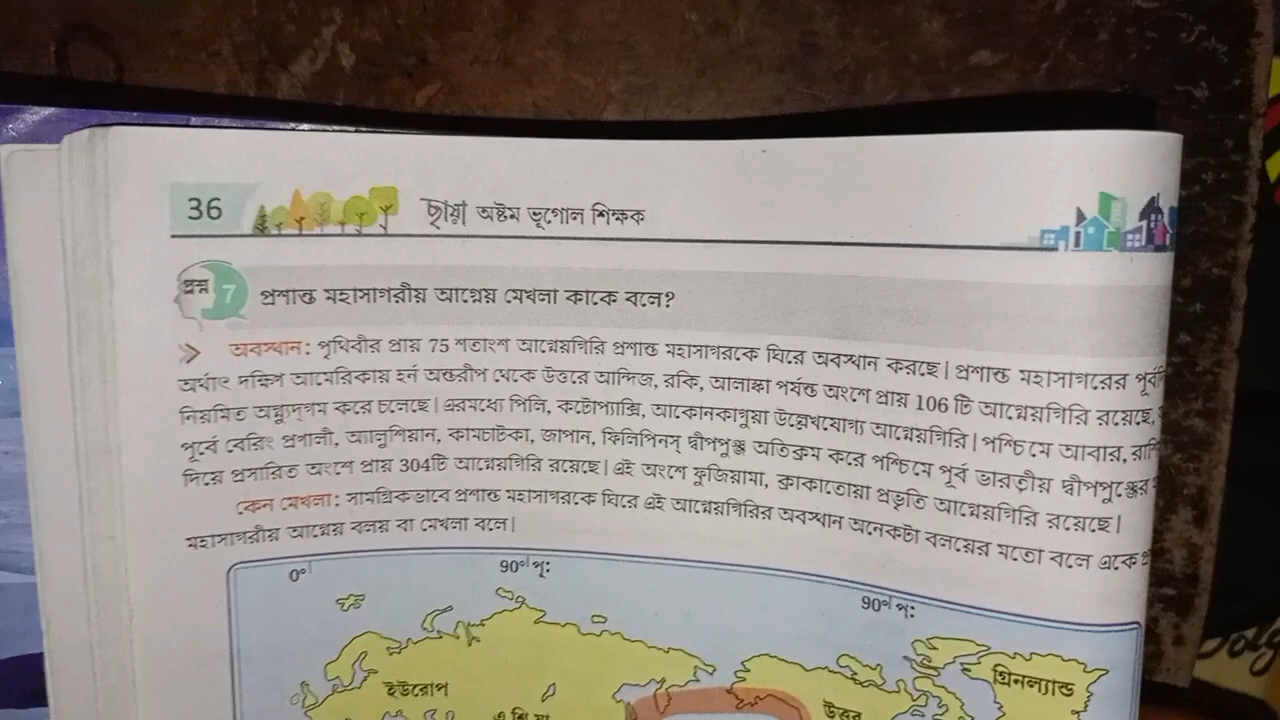 36
ছায়া অষ্টম ভূগোল শিক্ষক
প্রশ্ন 7 প্রশান্ত মহাসাগরীয় আগ্নেয় মেখলা কাকে বলে?
অবস্থান: পৃথিবীর প্রায় 75 শতাংশ আগ্নেয়গিরি প্রশান্ত মহাসাগরকে ঘিরে অবস্থান করছে। প্রশান্ত মহাসাগরের
অর্থাৎ দক্ষিণ আমেরিকায় হর্ন অন্তরীপ থেকে উত্তরে আন্দিজ, রকি, আলাস্কা পর্যন্ত অংশে প্রায় 106 টি আগ্নেয়গিরি রয়েছে,
নিয়মিত অগ্ন্যুদ্‌গম করে চলেছে। এরমধ্যে পিলি, কটোপ্যাক্সি, আকোনকাগুয়া উল্লেখযোগ্য আগ্নেয়গিরি। পশ্চিমে আবার,
পূর্বে বেরিং প্রণালী, অ্যালুশিয়ান, কামচাটকা, জাপান, ফিলিপিনস্ দ্বীপপুঞ্জ অতিক্রম করে পশ্চিমে পূর্ব ভারতীয় দ্বীপপুঞ্জের
দিয়ে প্রসারিত অংশে প্রায় 304টি আগ্নেয়গিরি রয়েছে। এই অংশে ফুজিয়ামা, ক্রাকাতোয়া প্রভৃতি আগ্নেয়গিরি রয়েছে।
কেন মেখলা: সামগ্রিকভাবে প্রশান্ত মহাসাগরকে ঘিরে এই আগ্নেয়গিরির অবস্থান অনেকটা বলয়ের মতো বলে একে
মহাসাগরীয় আগ্নেয় বলয় বা মেখলা বলে।
0° 90° পূ: 90° প:
ইউরোপ এশিয়া উত্তর গ্রিনল্যান্ড